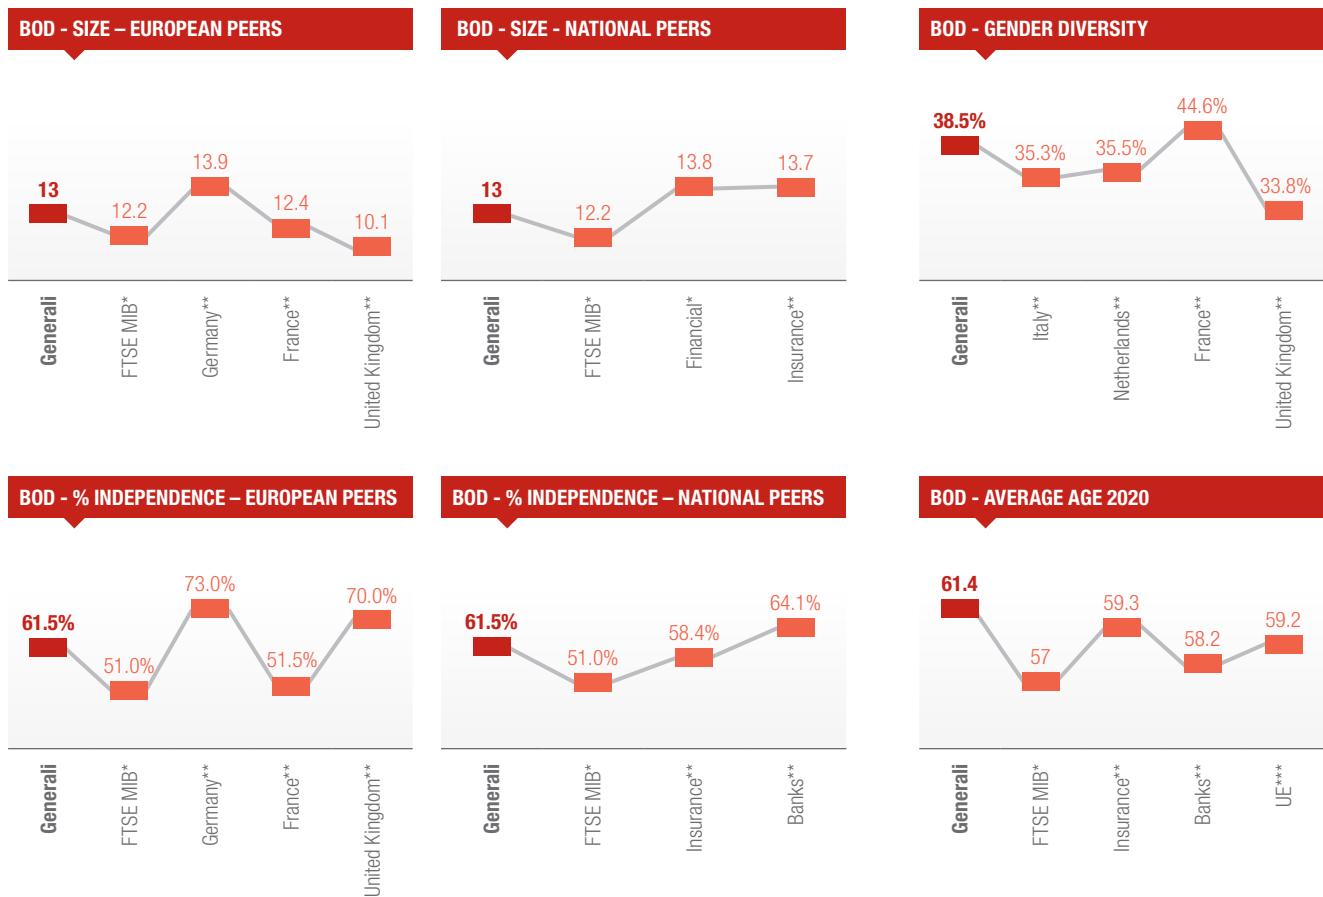 BOD - SIZE – EUROPEAN PEERS
13
12.2
13.9
12.4
10.1
Generali
FTSE MIB*
Germany**
France**
United Kingdom**
BOD - SIZE - NATIONAL PEERS
13
12.2
13.8
13.7
Generali
FTSE MIB*
Financial*
Insurance**
BOD - GENDER DIVERSITY
38.5%
35.3%
35.5%
44.6%
33.8%
Generali
Italy**
Netherlands**
France**
United Kingdom**
BOD - % INDEPENDENCE – EUROPEAN PEERS
61.5%
51.0%
73.0%
51.5%
70.0%
Generali
FTSE MIB*
Germany**
France**
United Kingdom**
BOD - % INDEPENDENCE – NATIONAL PEERS
61.5%
51.0%
58.4%
64.1%
Generali
FTSE MIB*
Insurance**
Banks**
BOD - AVERAGE AGE 2020
61.4
57
59.3
58.2
59.2
Generali
FTSE MIB*
Insurance**
Banks**
UE***